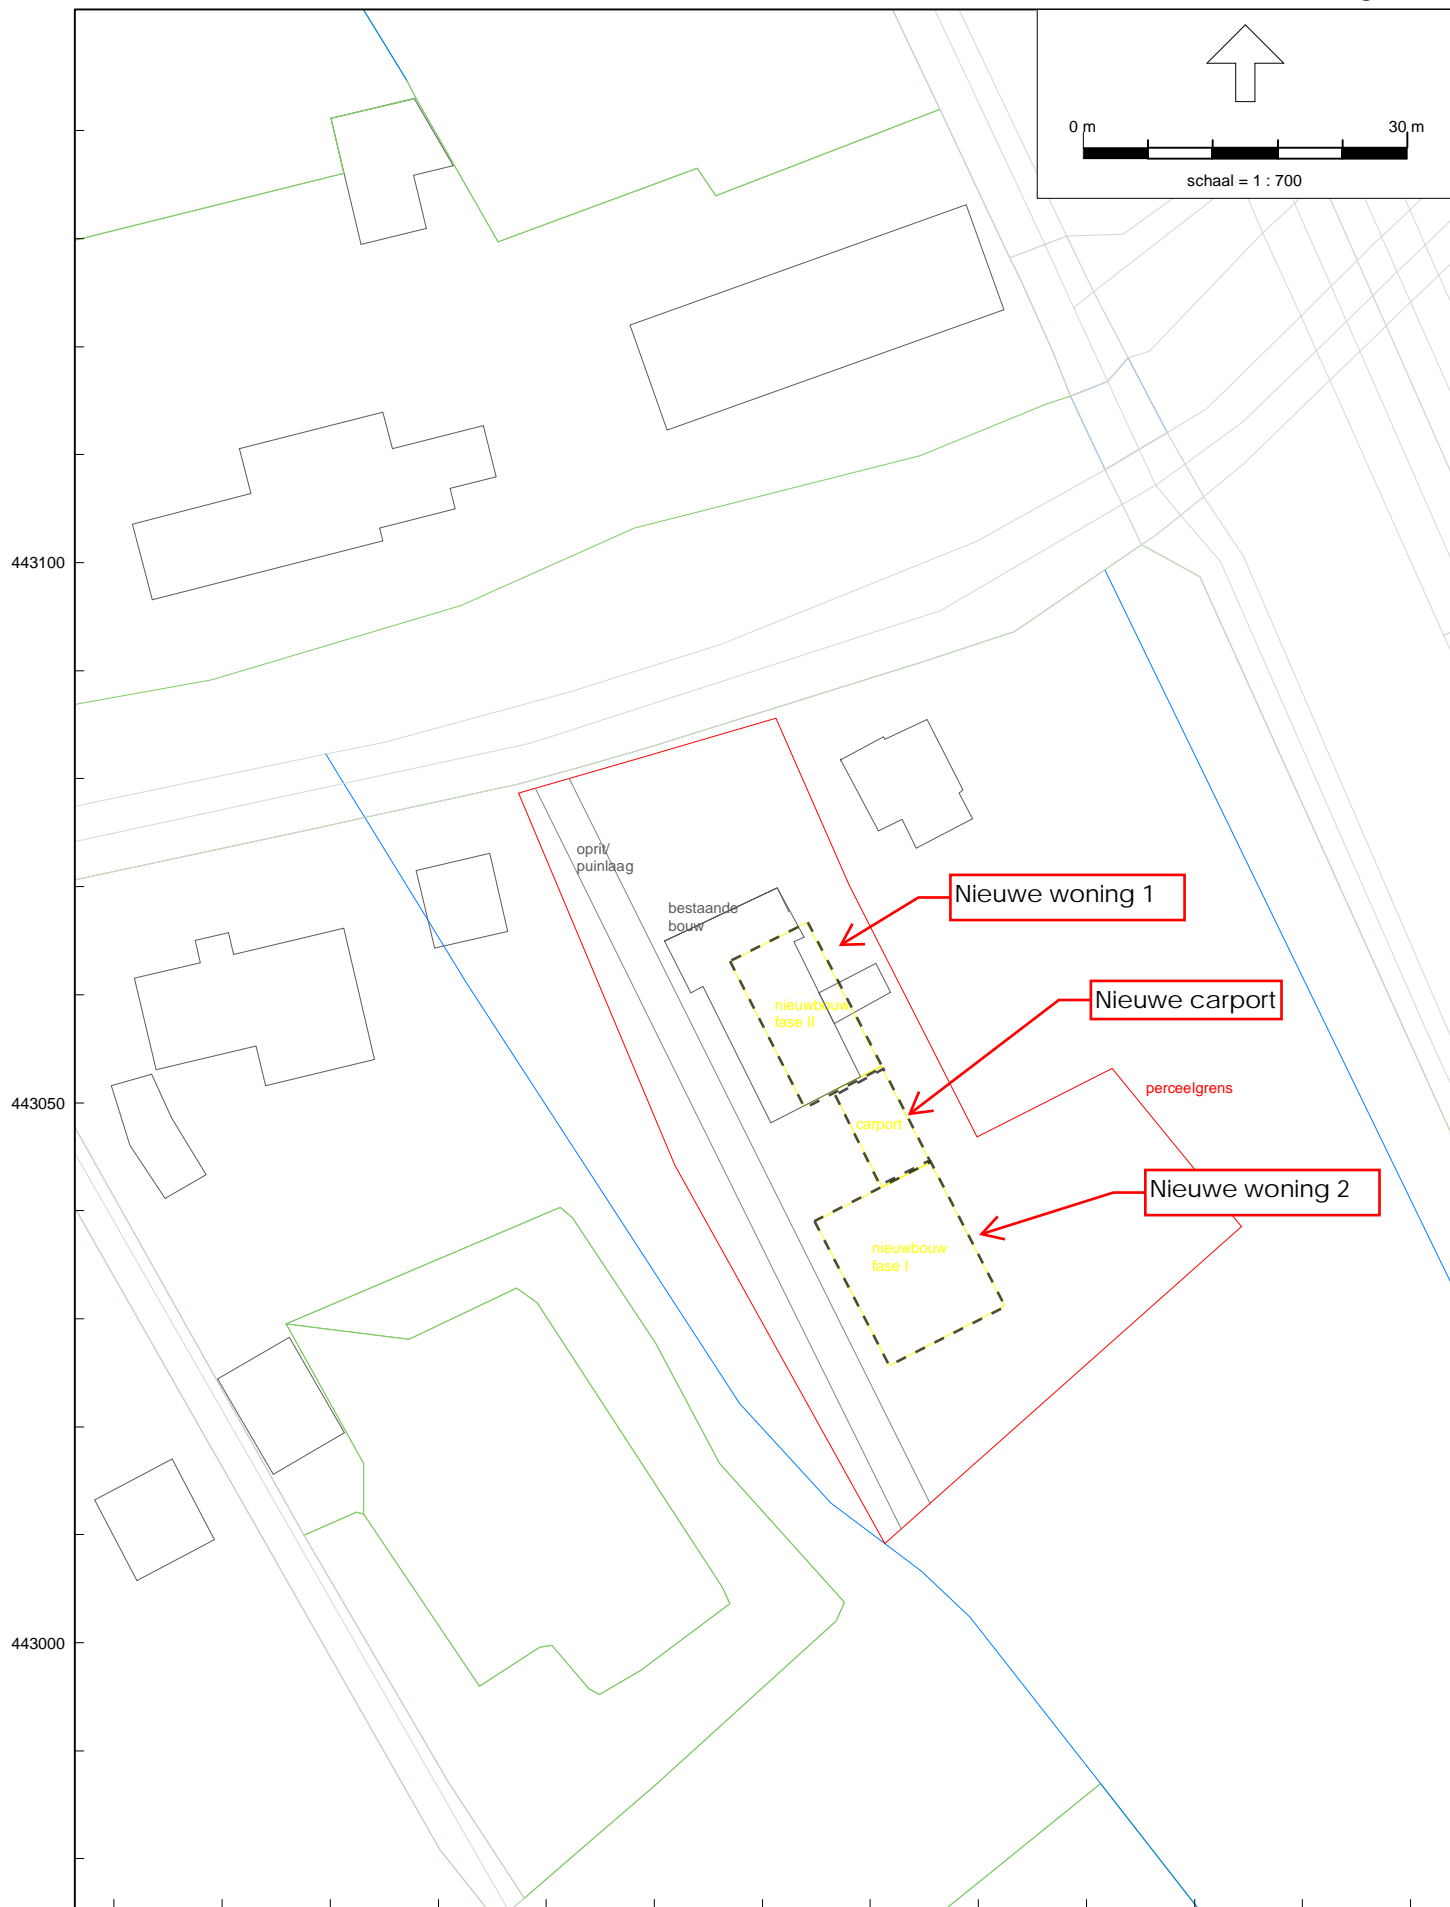 0 m
30 m
schaal = 1 : 700
443100
oprit/
puinlaag
bestaande
bouw
Nieuwe woning 1
nieuwbouw
fase II
Nieuwe carport
443050
perceelgrens
carport
Nieuwe woning 2
nieuwbouw
fase I
443000